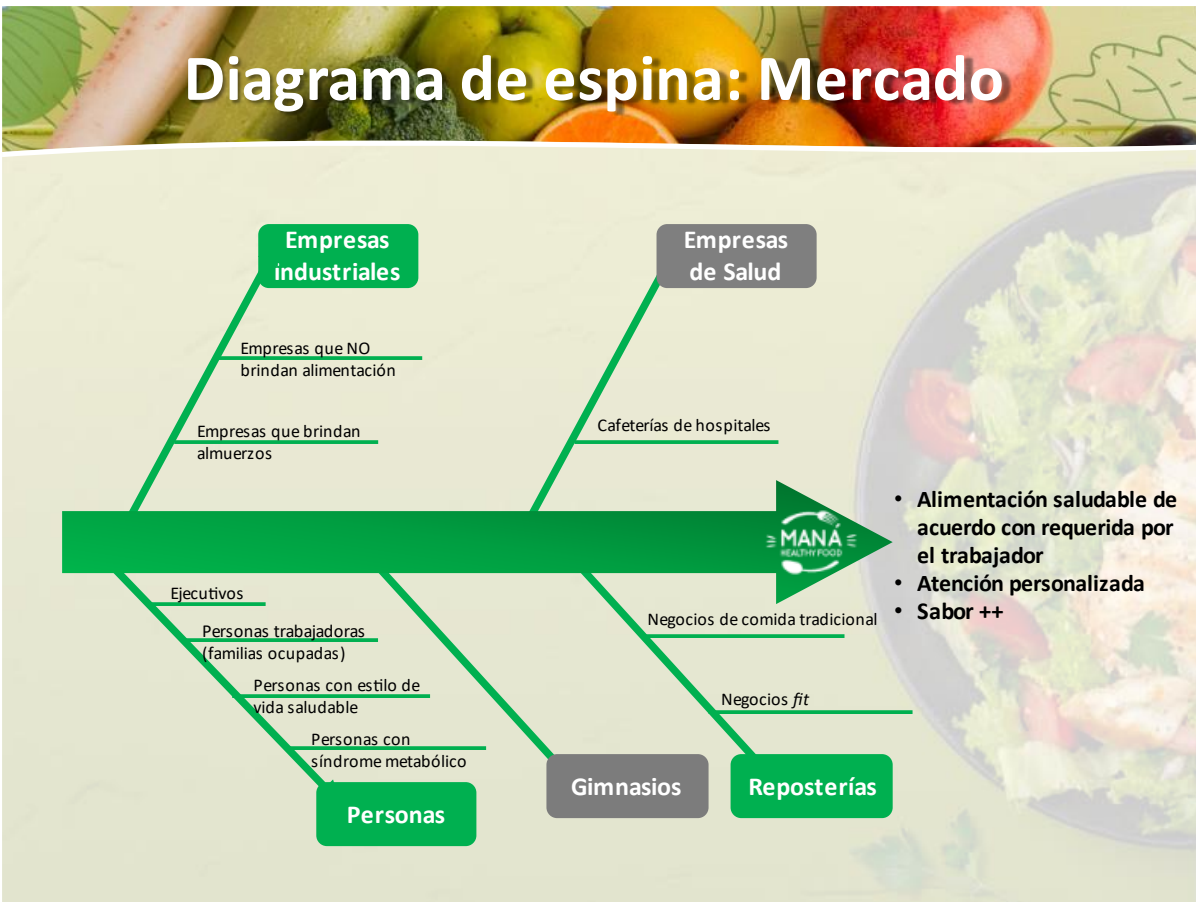 Diagrama de espina: Mercado
Empresas
industriales
Empresas
de Salud
Empresas que NO
brindan alimentación
Empresas que brindan
almuerzos
Cafeterías de hospitales
MANÁ
HEALTHY FOOD
• Alimentación saludable de
acuerdo con requerida por
el trabajador
• Atención personalizada
• Sabor ++
Ejecutivos
Personas trabajadoras
(familias ocupadas)
Personas con estilo de
vida saludable
Personas con
síndrome metabólico
Negocios de comida tradicional
Negocios fit
Personas
Gimnasios
Reposterías